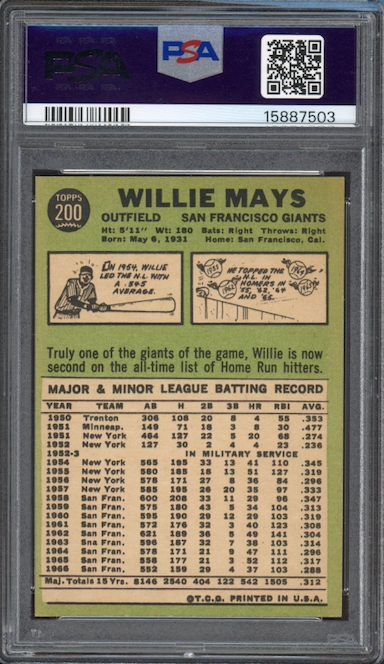 PSA
PSA
15887503
TOPPS
200
WILLIE MAYS
OUTFIELD SAN FRANCISCO GIANTS
Ht: 5'11" Wt: 180 Bats: Right Throws: Right
Born: May 6, 1931 Home: San Francisco, Cal.
IN 1954, WILLIE
LED THE N.L. WITH
A .345
AVERAGE.
HE TOPPED THE
N.L. IN
HOMERS IN
'55, '62, '64
AND '65.
1955
1962
1964
1965
Truly one of the giants of the game, Willie is now
second on the all-time list of Home Run hitters.
MAJOR & MINOR LEAGUE BATTING RECORD
YEAR TEAM AB H 2B 3B HR RBI AVG.
1950 Trenton 306 108 20 8 4 55 .353
1951 Minneap. 149 71 18 3 8 30 .477
1951 New York 464 127 22 5 20 68 .274
1952 New York 127 30 2 4 4 23 .236
1952-3 IN MILITARY SERVICE
1954 New York 565 195 33 13 41 110 .345
1955 New York 580 185 18 13 51 127 .319
1956 New York 578 171 27 8 36 84 .296
1957 New York 585 195 26 20 35 97 .333
1958 San Fran. 600 208 33 11 29 96 .347
1959 San Fran. 575 180 43 5 34 104 .313
1960 San Fran. 595 190 29 12 29 103 .319
1961 San Fran. 572 176 32 3 40 123 .308
1962 San Fran. 621 189 36 5 49 141 .304
1963 San Fran. 596 187 32 7 38 103 .314
1964 San Fran. 578 171 21 9 47 111 .296
1965 San Fran. 558 177 21 3 52 112 .317
1966 San Fran. 552 159 29 4 37 103 .288
Maj. Totals 15 Yrs. 8146 2540 404 122 542 1505 .312
©T.C.G. PRINTED IN U.S.A.